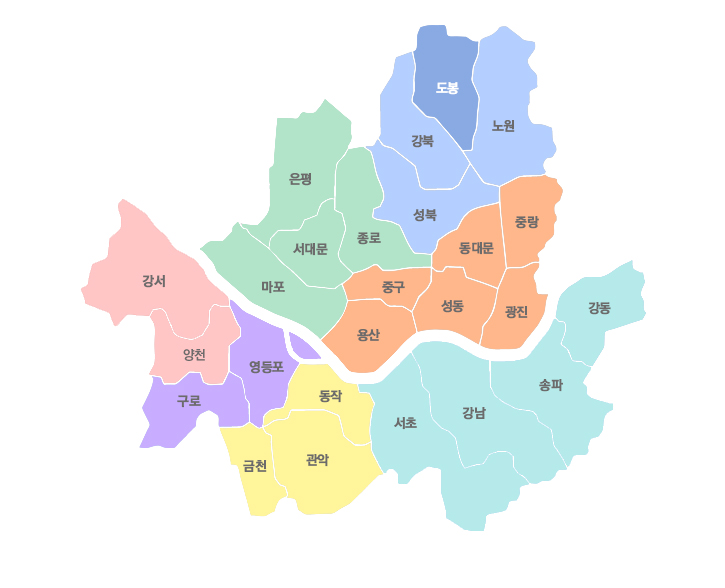 도봉
노원
강북
은평
성북
중랑
종로
서대문
동대문
강서
마포
중구
성동
광진
강동
용산
양천
영등포
구로
동작
송파
서초
강남
금천
관악